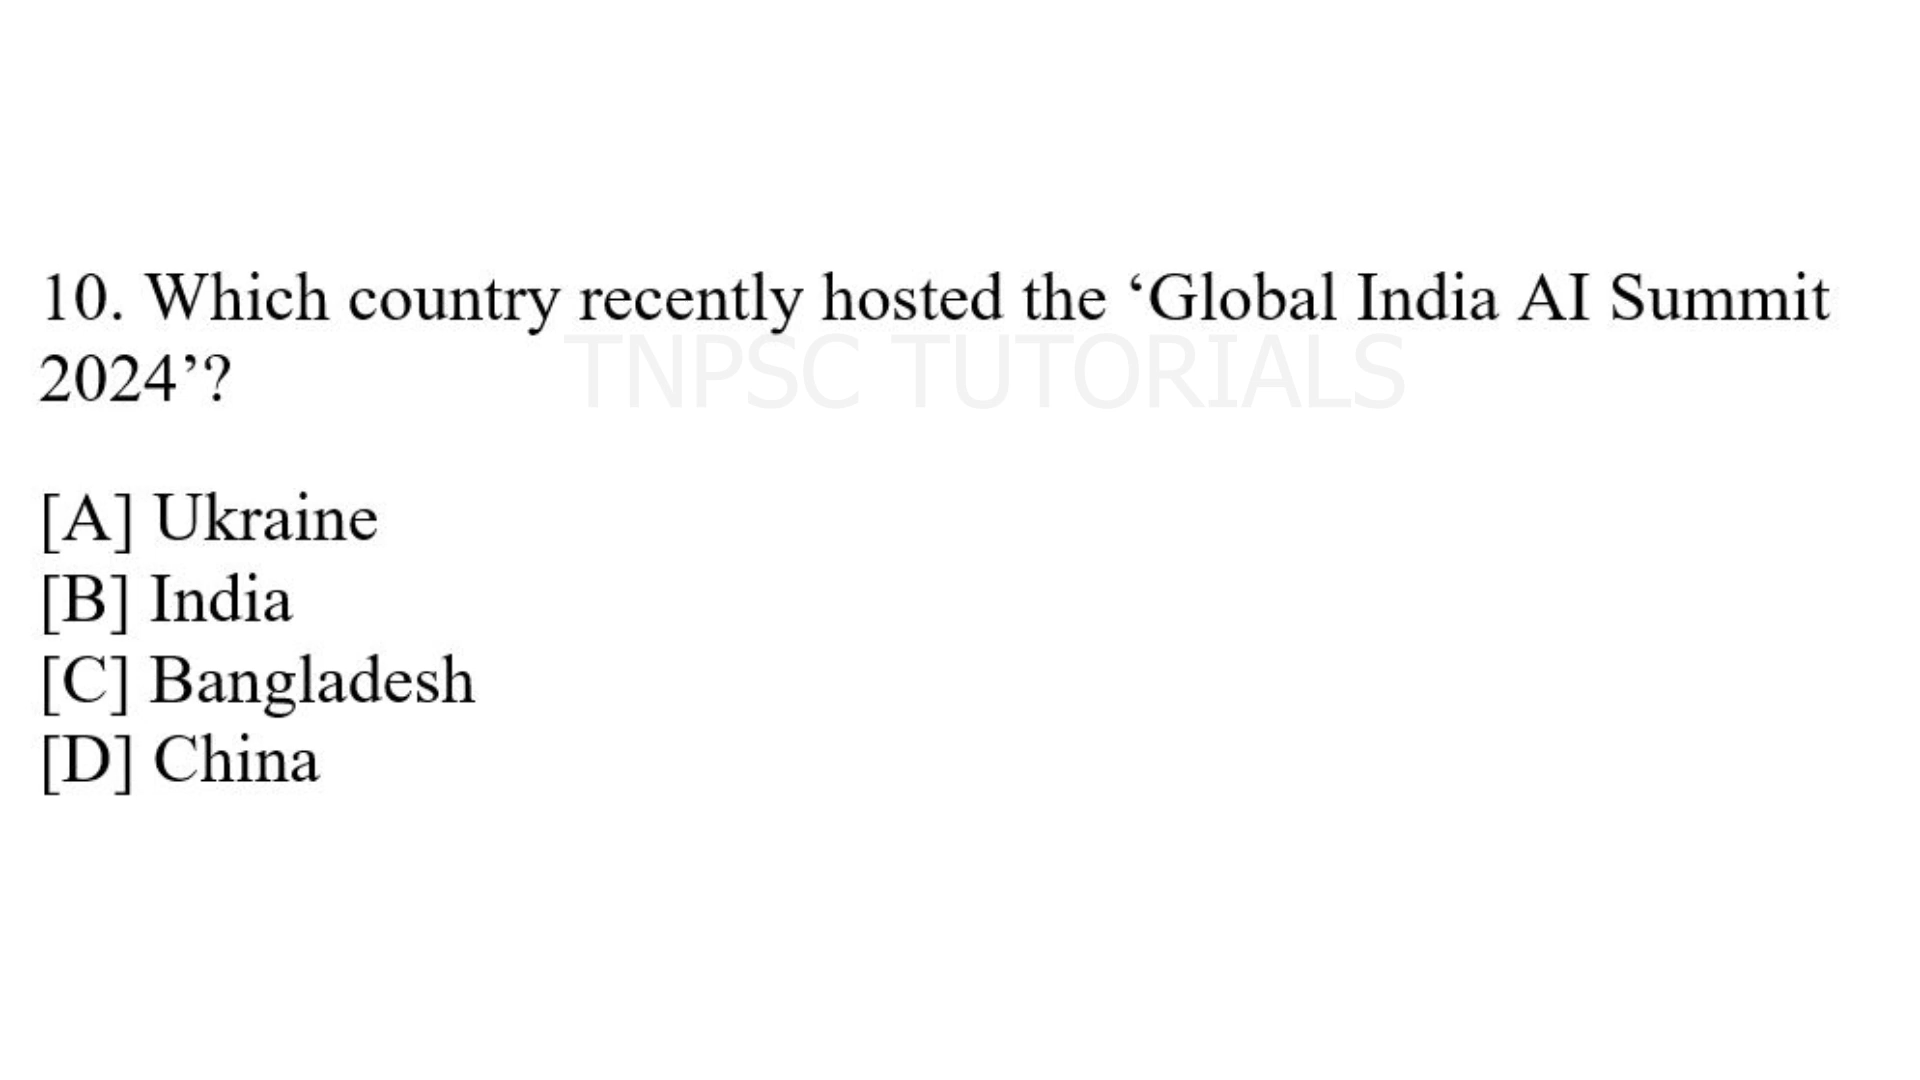 10. Which country recently hosted the ‘Global India AI Summit
2024’?
TNPSC TUTORIALS
[A] Ukraine
[B] India
[C] Bangladesh
[D] China